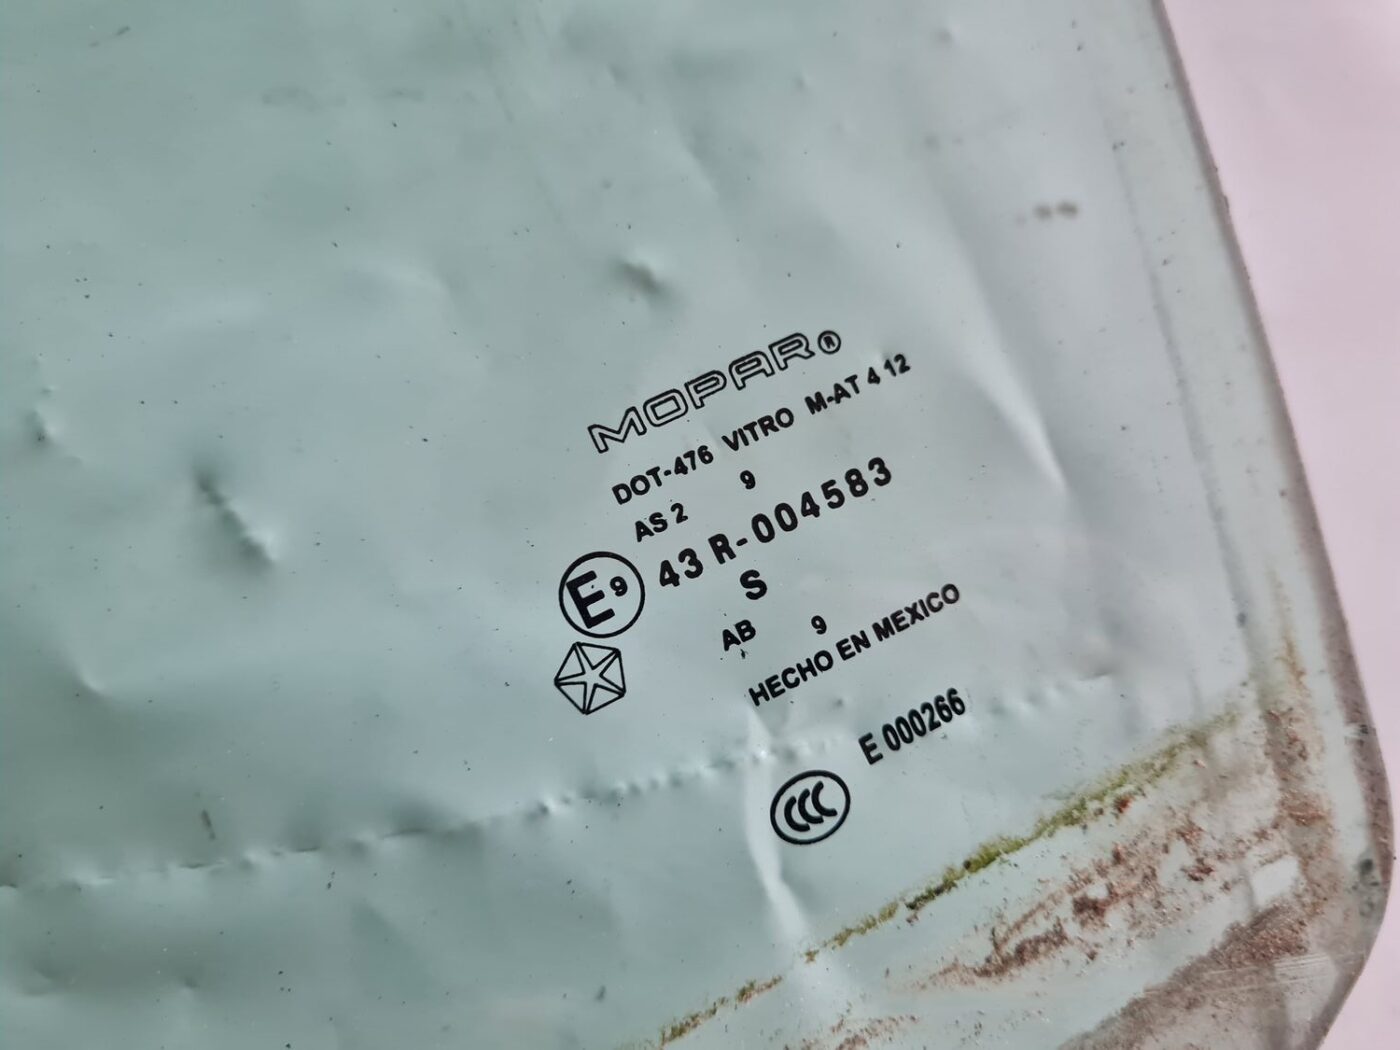 MOPAR®
DOT-476 VITRO M-AT 4 12
AS 2 9
E9 43 R-004583
S
AB 9
HECHO EN MEXICO
E 000266
CCC